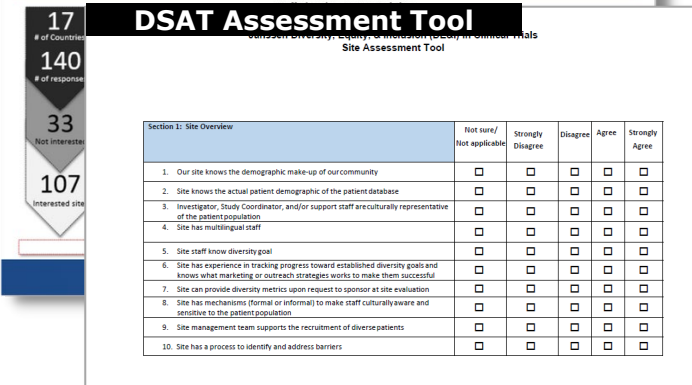 DSAT Assessment Tool
17
# of Countries
140
# of response
33
Not intereste
107
Interested site
Janssen Diversity, Equity, & Inclusion (DE&I) in Clinical Trials
Site Assessment Tool
Section 1: Site Overview
Not sure/
Not applicable
Strongly
Disagree
Disagree
Agree
Strongly
Agree
1. Our site knows the demographic make-up of our community
2. Site knows the actual patient demographic of the patient database
3. Investigator, Study Coordinator, and/or support staff are culturally representative
of the patient population
4. Site has multilingual staff
5. Site staff know diversity goal
6. Site has experience in tracking progress toward established diversity goals and
knows what marketing or outreach strategies works to make them successful
7. Site can provide diversity metrics upon request to sponsor at site evaluation
8. Site has mechanisms (formal or informal) to make staff culturally aware and
sensitive to the patient population
9. Site management team supports the recruitment of diverse patients
10. Site has a process to identify and address barriers